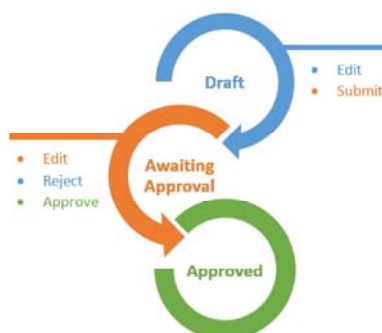 Draft
Edit
Submit
Edit
Reject
Approve
Awaiting
Approval
Approved